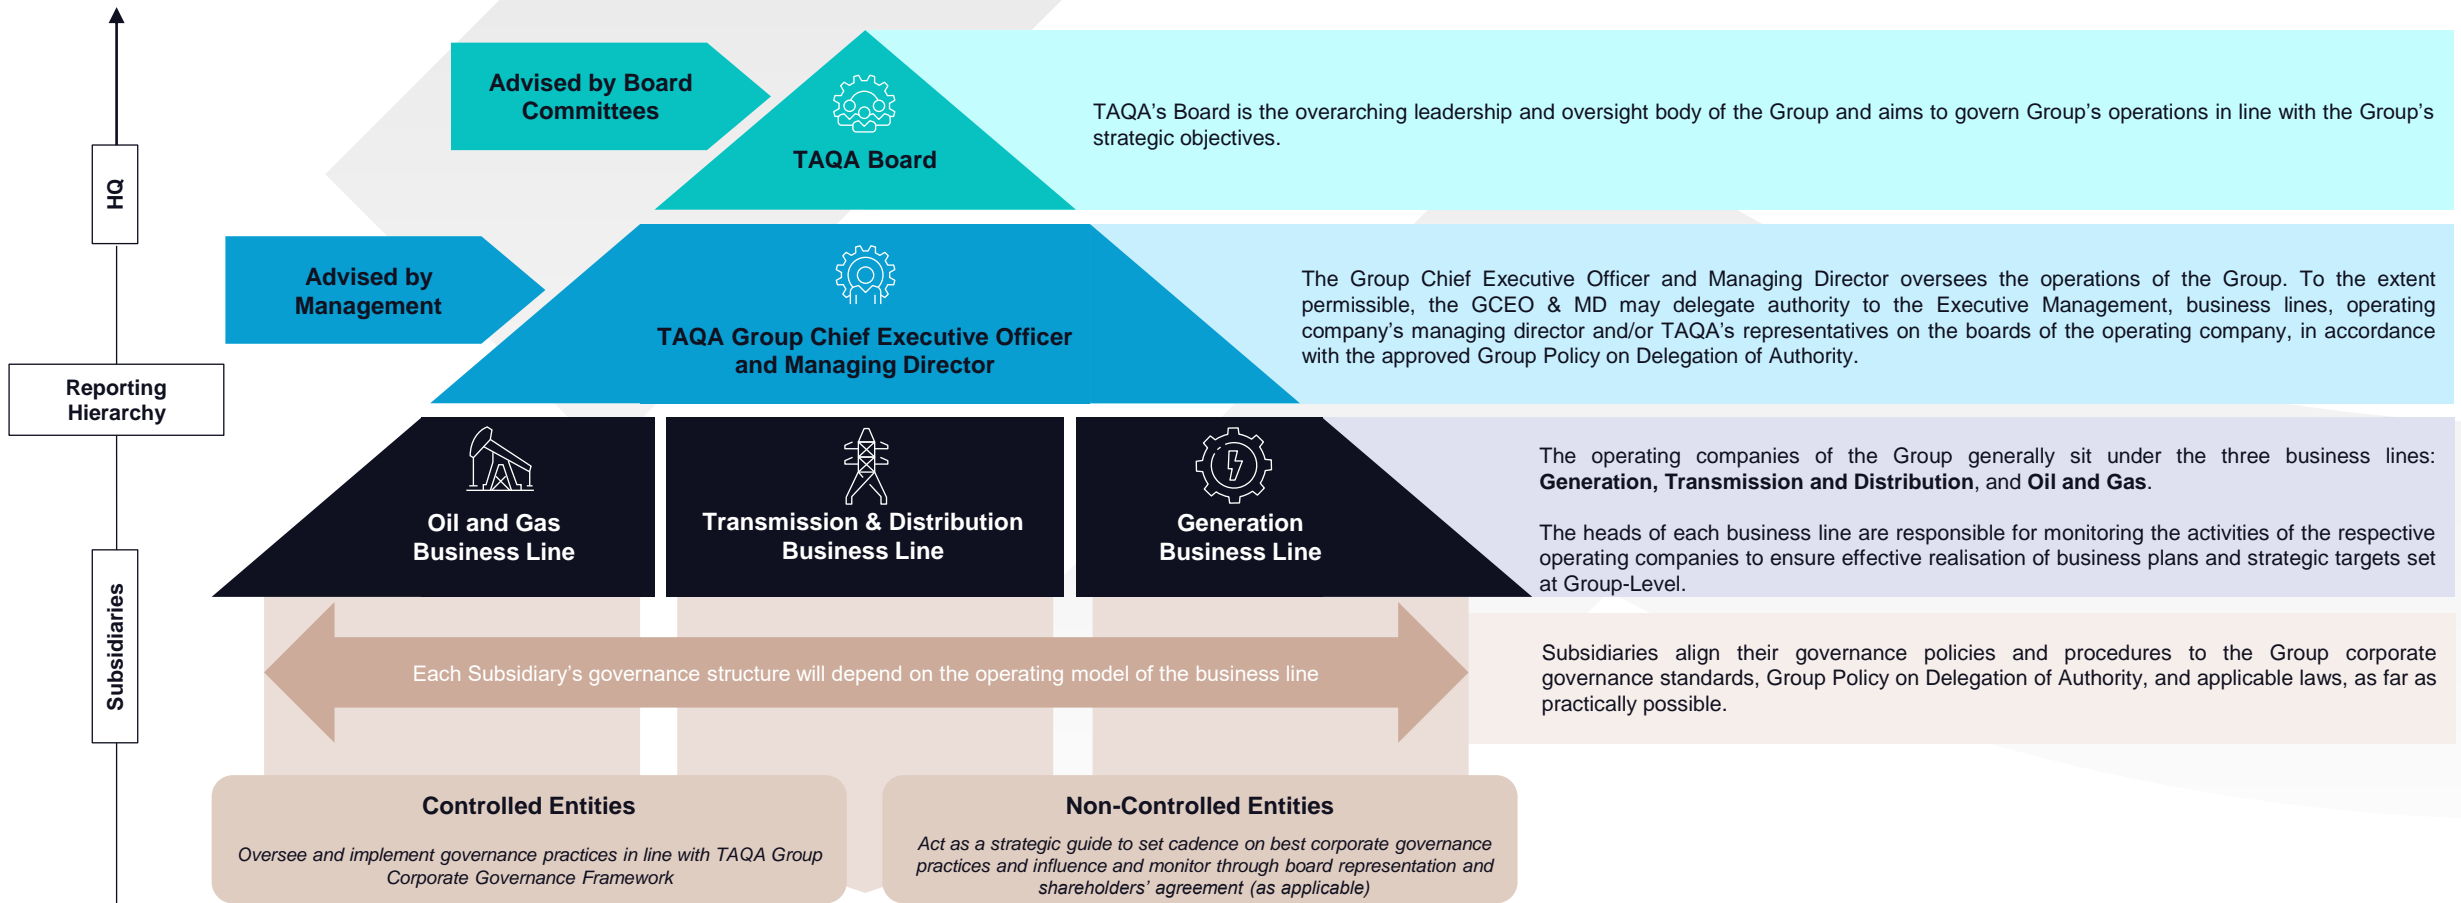 Advised by Board
Committees
TAQA Board
TAQA’s Board is the overarching leadership and oversight body of the Group and aims to govern Group’s operations in line with the Group’s
strategic objectives.
HQ
Advised by
Management
TAQA Group Chief Executive Officer
and Managing Director
The Group Chief Executive Officer and Managing Director oversees the operations of the Group. To the extent
permissible, the GCEO & MD may delegate authority to the Executive Management, business lines, operating
company’s managing director and/or TAQA’s representatives on the boards of the operating company, in accordance
with the approved Group Policy on Delegation of Authority.
Reporting
Hierarchy
Oil and Gas
Business Line
Transmission & Distribution
Business Line
Generation
Business Line
The operating companies of the Group generally sit under the three business lines:
Generation, Transmission and Distribution, and Oil and Gas.
The heads of each business line are responsible for monitoring the activities of the respective
operating companies to ensure effective realisation of business plans and strategic targets set
at Group-Level.
Subsidiaries
Each Subsidiary’s governance structure will depend on the operating model of the business line
Subsidiaries align their governance policies and procedures to the Group corporate
governance standards, Group Policy on Delegation of Authority, and applicable laws, as far as
practically possible.
Controlled Entities
Oversee and implement governance practices in line with TAQA Group
Corporate Governance Framework
Non-Controlled Entities
Act as a strategic guide to set cadence on best corporate governance
practices and influence and monitor through board representation and
shareholders’ agreement (as applicable)